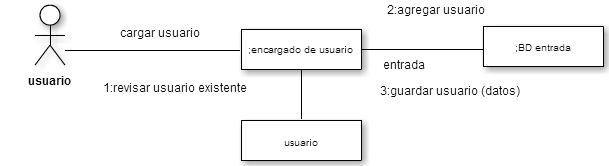 2:agregar usuario
cargar usuario
;encargado de usuario
;BD entrada
entrada
usuario
1:revisar usuario existente
3:guardar usuario (datos)
usuario